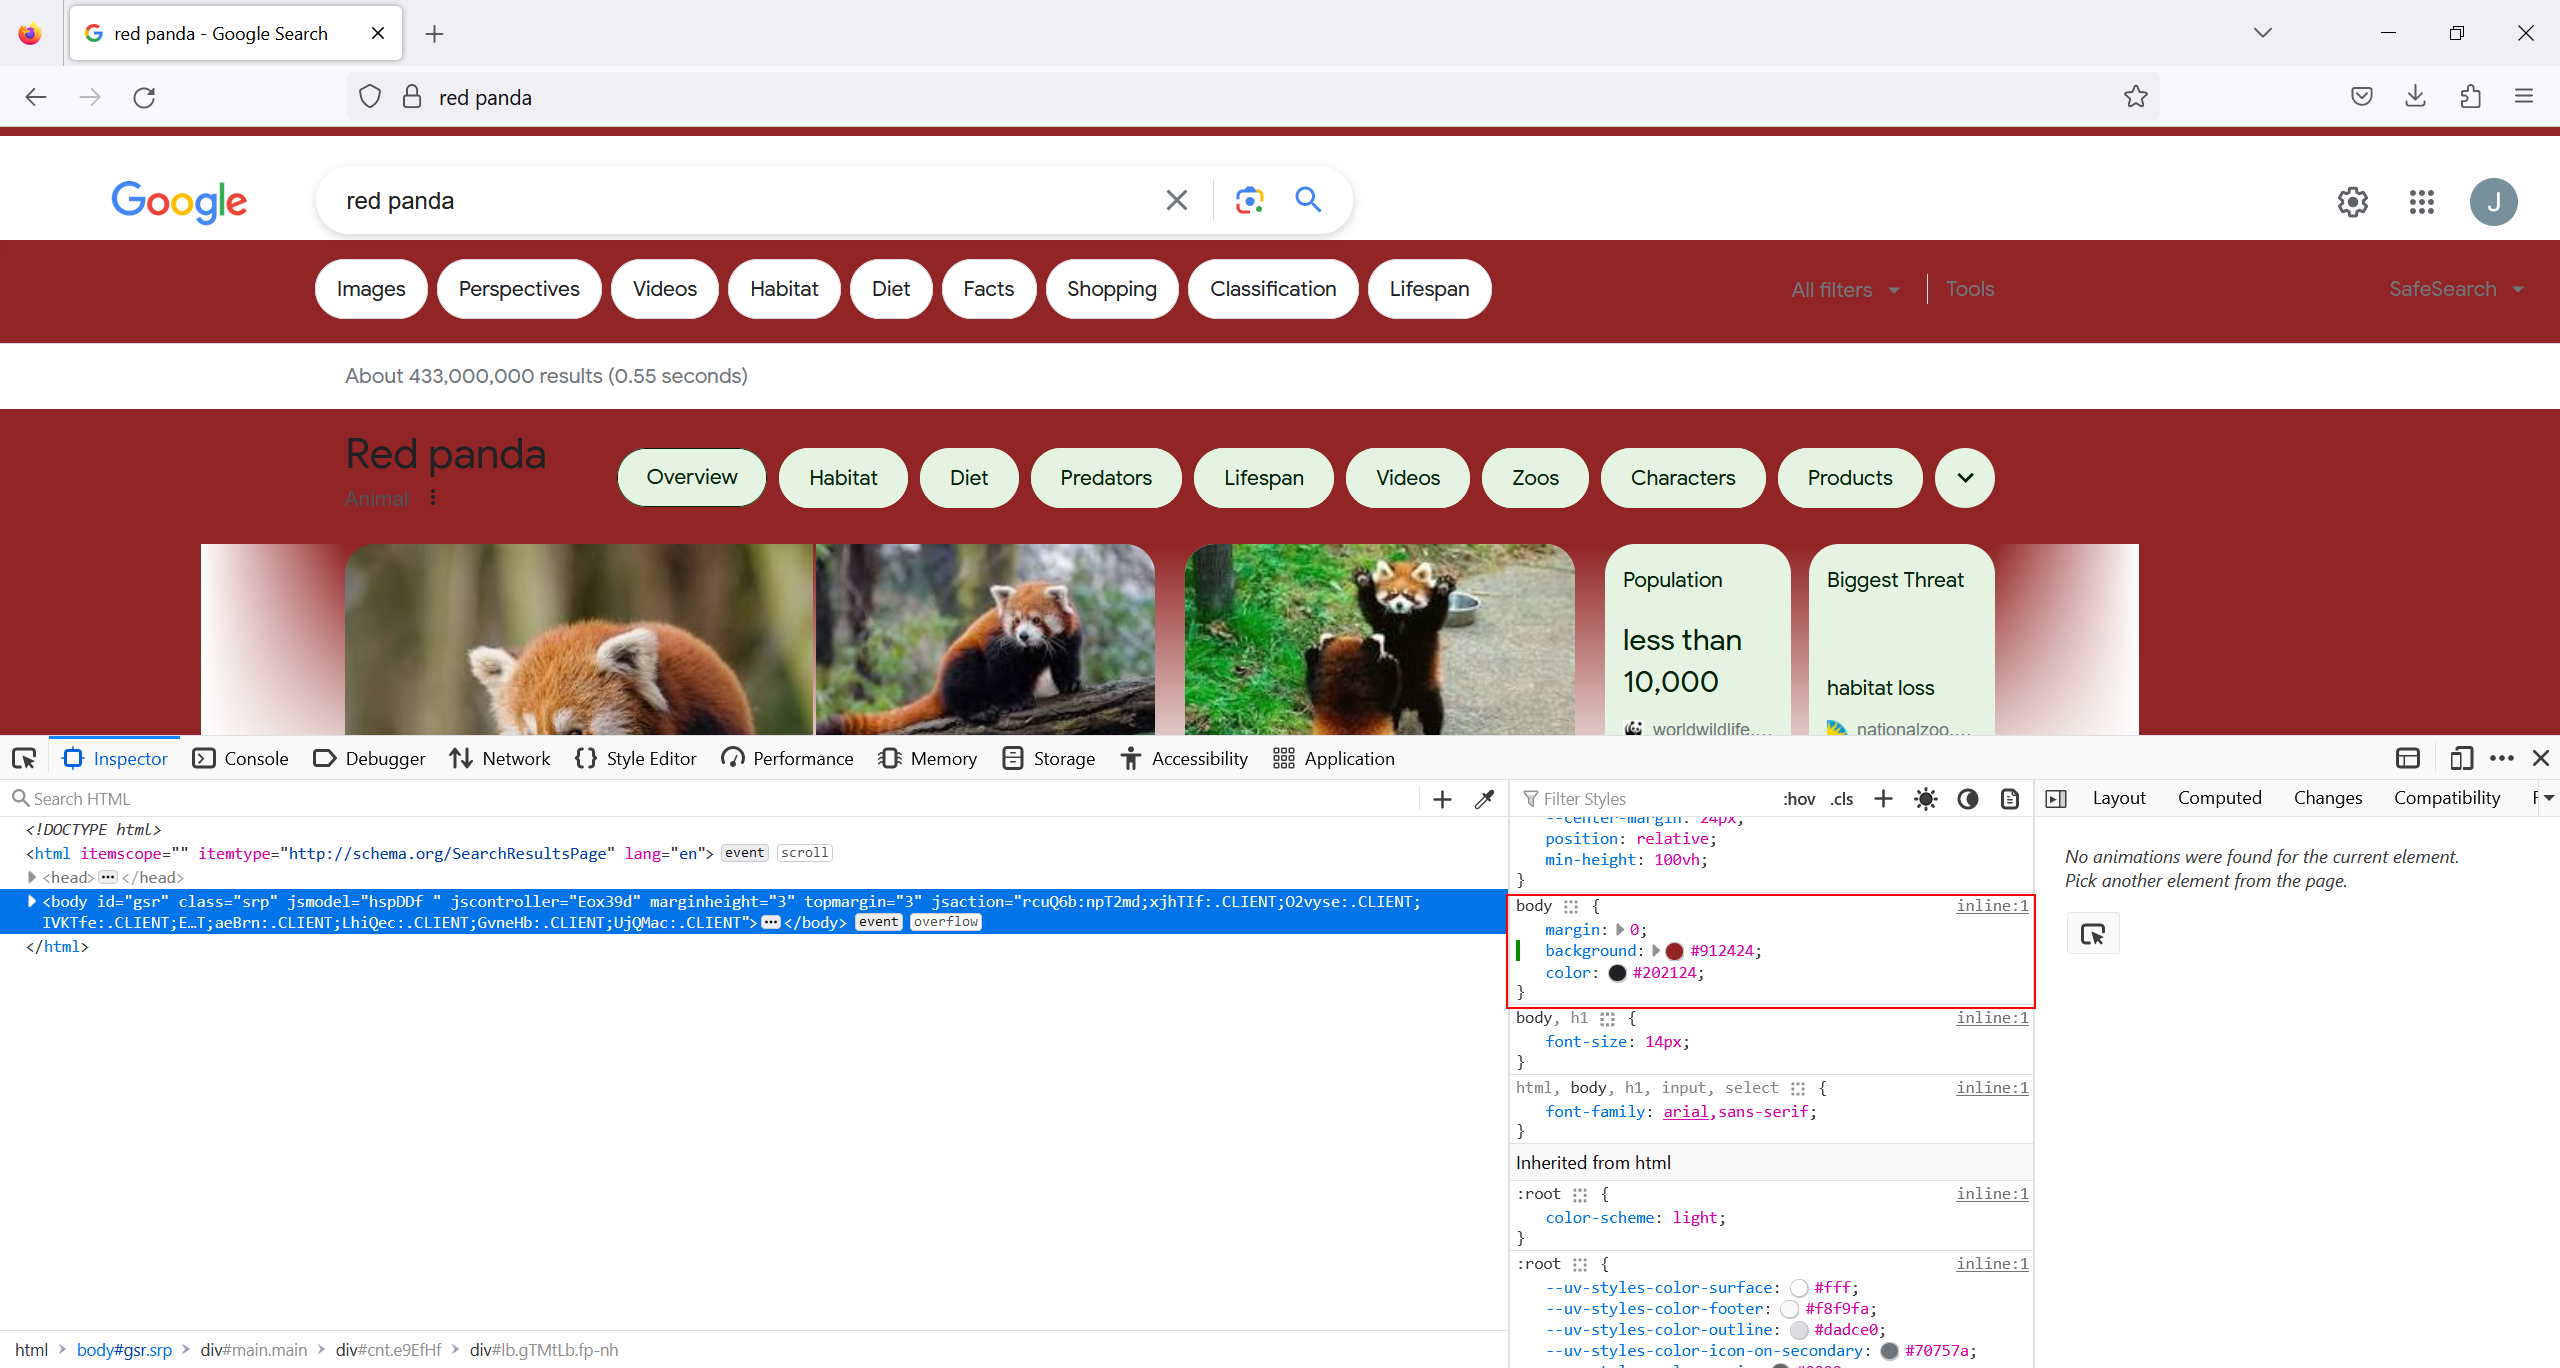 red panda - Google Search
red panda
Google
red panda
J
Images Perspectives Videos Habitat Diet Facts Shopping Classification Lifespan All filters Tools SafeSearch
About 433,000,000 results (0.55 seconds)
Red panda
Animal
Overview Habitat Diet Predators Lifespan Videos Zoos Characters Products
Population
less than
10,000
worldwildlife....
Biggest Threat
habitat loss
nationalzoo....
Inspector Console Debugger Network Style Editor Performance Memory Storage Accessibility Application
Search HTML
<!DOCTYPE html>
<html itemscope="" itemtype="http://schema.org/SearchResultsPage" lang="en"> event scroll
<head> ••• </head>
<body id="gsr" class="srp" jsmodel="hspDDf " jscontroller="Eox39d" marginheight="3" topmargin="3" jsaction="rcuQ6b:npT2md;xjhTIf:.CLIENT;O2vyse:.CLIENT;
IVKTfe:.CLIENT;E…T;aeBrn:.CLIENT;LhiQec:.CLIENT;GvneHb:.CLIENT;UjQMac:.CLIENT"> ••• </body> event overflow
</html>
html > body#gsr.srp > div#main.main > div#cnt.e9EfHf > div#lb.gTMtLb.fp-nh
Filter Styles :hov .cls
--center-margin: 24px;
position: relative;
min-height: 100vh;
}
body { inline:1
margin: 0;
background: #912424;
color: #202124;
}
body, h1 { inline:1
font-size: 14px;
}
html, body, h1, input, select { inline:1
font-family: arial,sans-serif;
}
Inherited from html
:root { inline:1
color-scheme: light;
}
:root { inline:1
--uv-styles-color-surface: #fff;
--uv-styles-color-footer: #f8f9fa;
--uv-styles-color-outline: #dadce0;
--uv-styles-color-icon-on-secondary: #70757a;
Layout Computed Changes Compatibility
No animations were found for the current element.
Pick another element from the page.